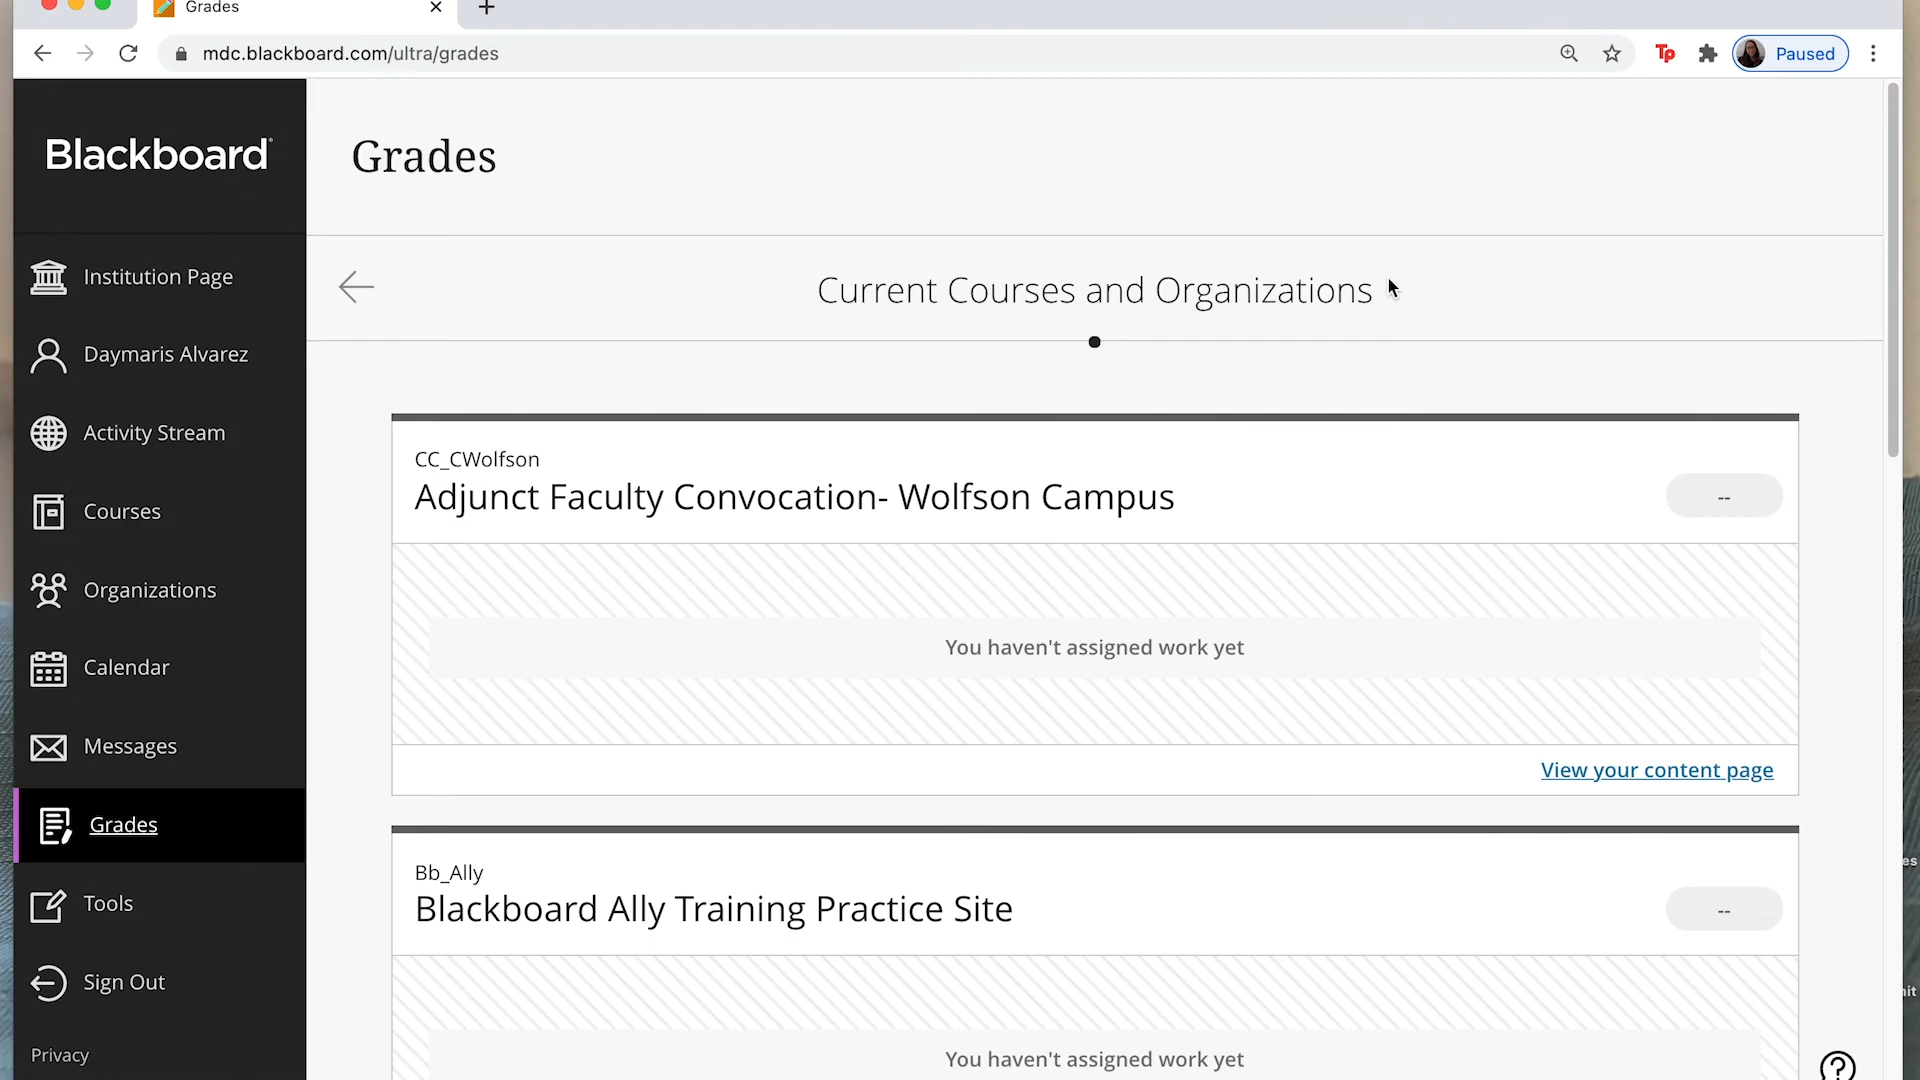 Grades
mdc.blackboard.com/ultra/grades
Tp
Paused
Blackboard
Grades
Institution Page
Current Courses and Organizations
Daymaris Alvarez
Activity Stream
CC_CWolfson
Adjunct Faculty Convocation- Wolfson Campus
--
Courses
Organizations
You haven't assigned work yet
Calendar
Messages
View your content page
Grades
Bb_Ally
Blackboard Ally Training Practice Site
--
Tools
Sign Out
You haven't assigned work yet
Privacy